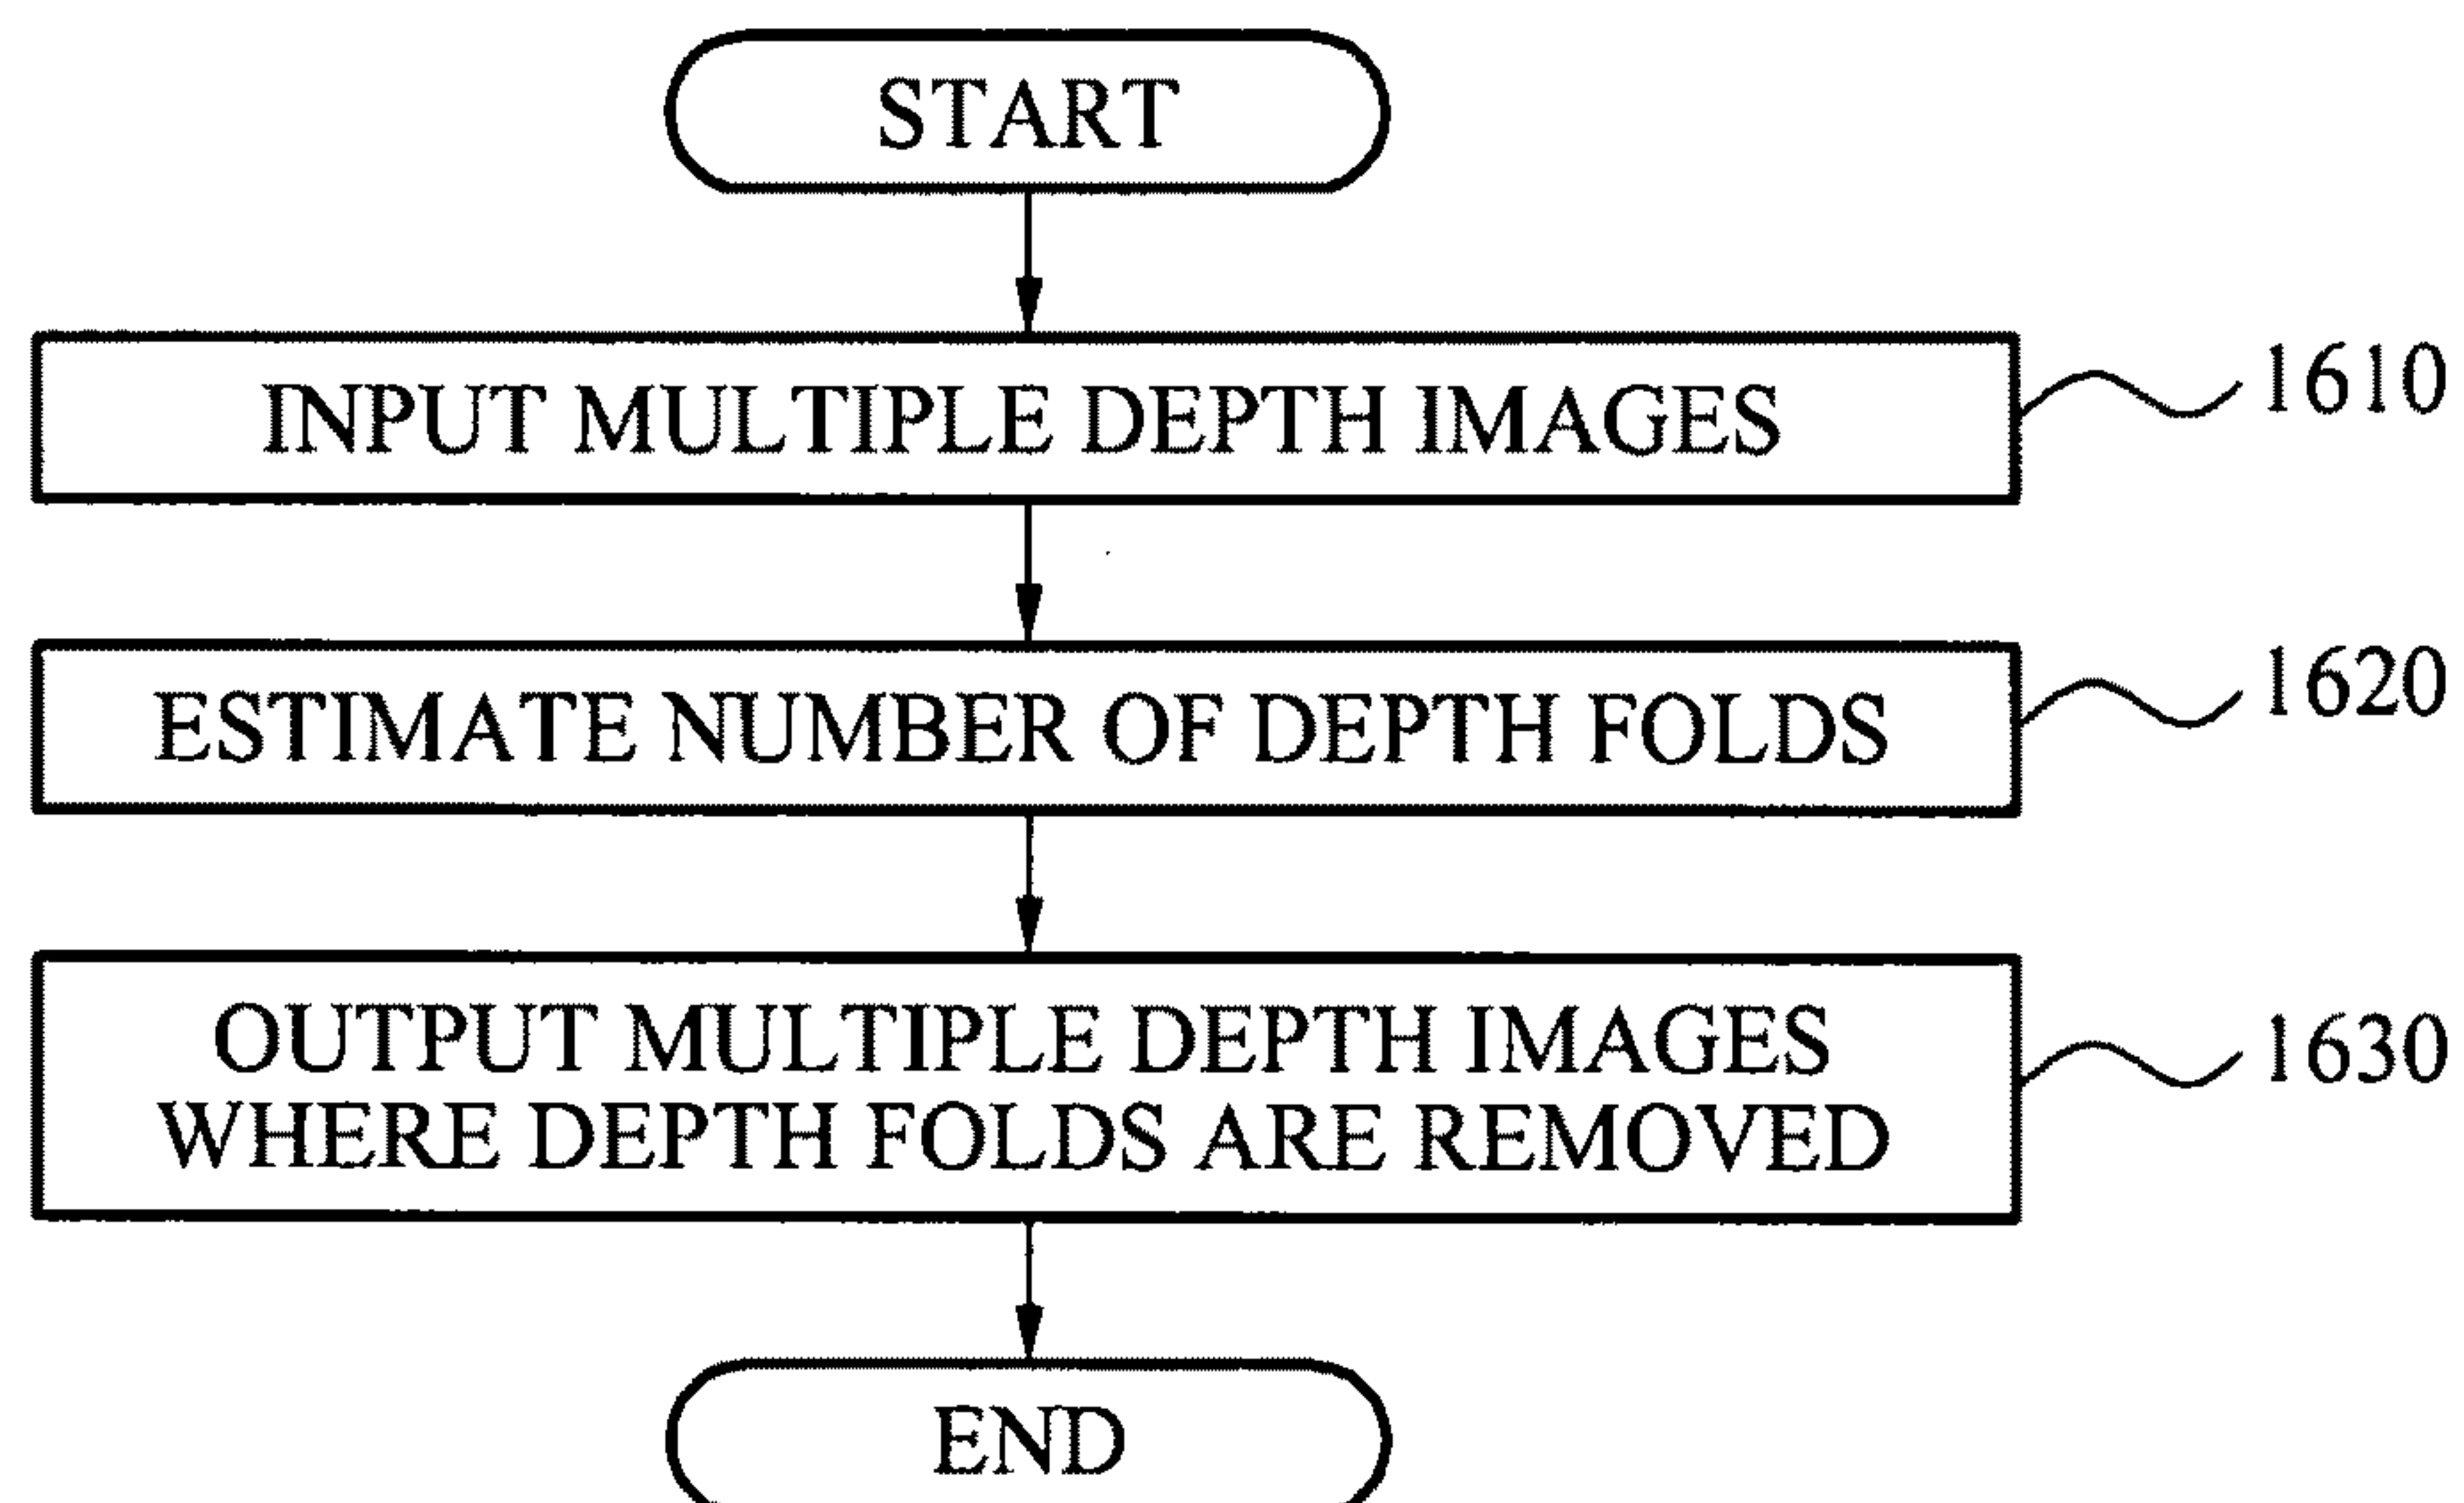 START
INPUT MULTIPLE DEPTH IMAGES
1610
ESTIMATE NUMBER OF DEPTH FOLDS
1620
OUTPUT MULTIPLE DEPTH IMAGES
WHERE DEPTH FOLDS ARE REMOVED
1630
END